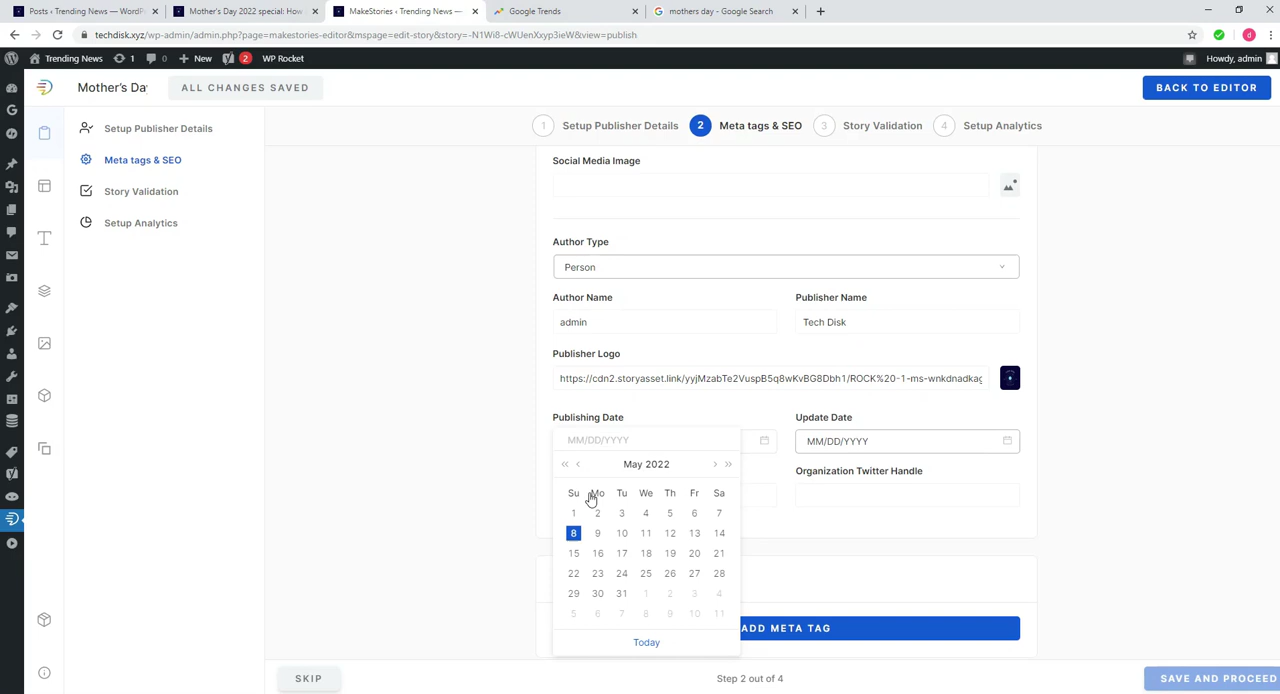 Posts ‹ Trending News — WordP
Mother's Day 2022 special: How
MakeStories ‹ Trending News —
Google Trends
mothers day - Google Search
techdisk.xyz/wp-admin/admin.php?page=makestories-editor&mspage=edit-story&story=-N1Wi8-cWUenXxyp3ieW&view=publish
d
Trending News
1
0
New
2
WP Rocket
Howdy, admin
Mother's Da
ALL CHANGES SAVED
BACK TO EDITOR
Setup Publisher Details
Meta tags & SEO
Story Validation
Setup Analytics
1 Setup Publisher Details
2 Meta tags & SEO
3 Story Validation
4 Setup Analytics
Social Media Image
Author Type
Person
Author Name
Publisher Name
admin
Tech Disk
Publisher Logo
https://cdn2.storyasset.link/yyjMzabTe2VuspB5q8wKvBG8Dbh1/ROCK%20-1-ms-wnkdnadkag
Publishing Date
Update Date
MM/DD/YYYY
MM/DD/YYYY
Organization Twitter Handle
May 2022
Su Mo Tu We Th Fr Sa
1 2 3 4 5 6 7
8 9 10 11 12 13 14
15 16 17 18 19 20 21
22 23 24 25 26 27 28
29 30 31 1 2 3 4
5 6 7 8 9 10 11
Today
ADD META TAG
SKIP
Step 2 out of 4
SAVE AND PROCEED